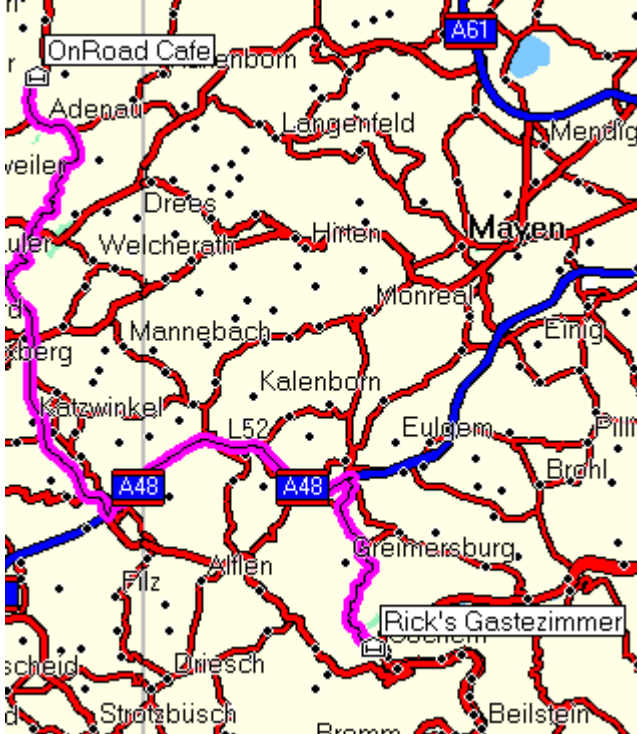 A61
OnRoad Cafe
Adenau
Langenfeld
Mendig
weiler
Drees
Mayen
Welcherath
Hirten
Monreal
Einig
Mannebach
Kalenborn
Katzwinkel
L52
Eulgem
Brohl
A48
A48
Greimersburg
Filz
Alflen
Rick's Gastezimmer
Driesch
Strotzbüsch
Beilstein